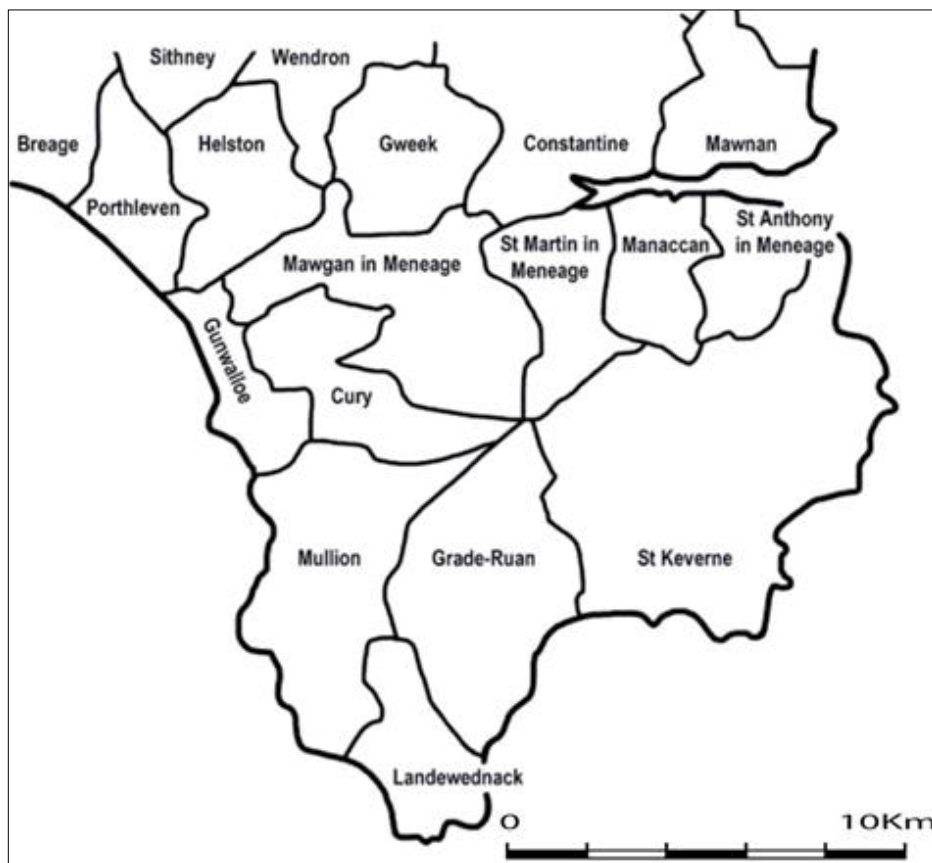 Sithney
Wendron
Breage
Helston
Gweek
Constantine
Mawnan
Porthleven
St Anthony
in Meneage
St Martin in
Meneage
Manaccan
Mawgan in Meneage
Gunwalloe
Cury
Mullion
Grade-Ruan
St Keverne
Landewednack
0
10Km